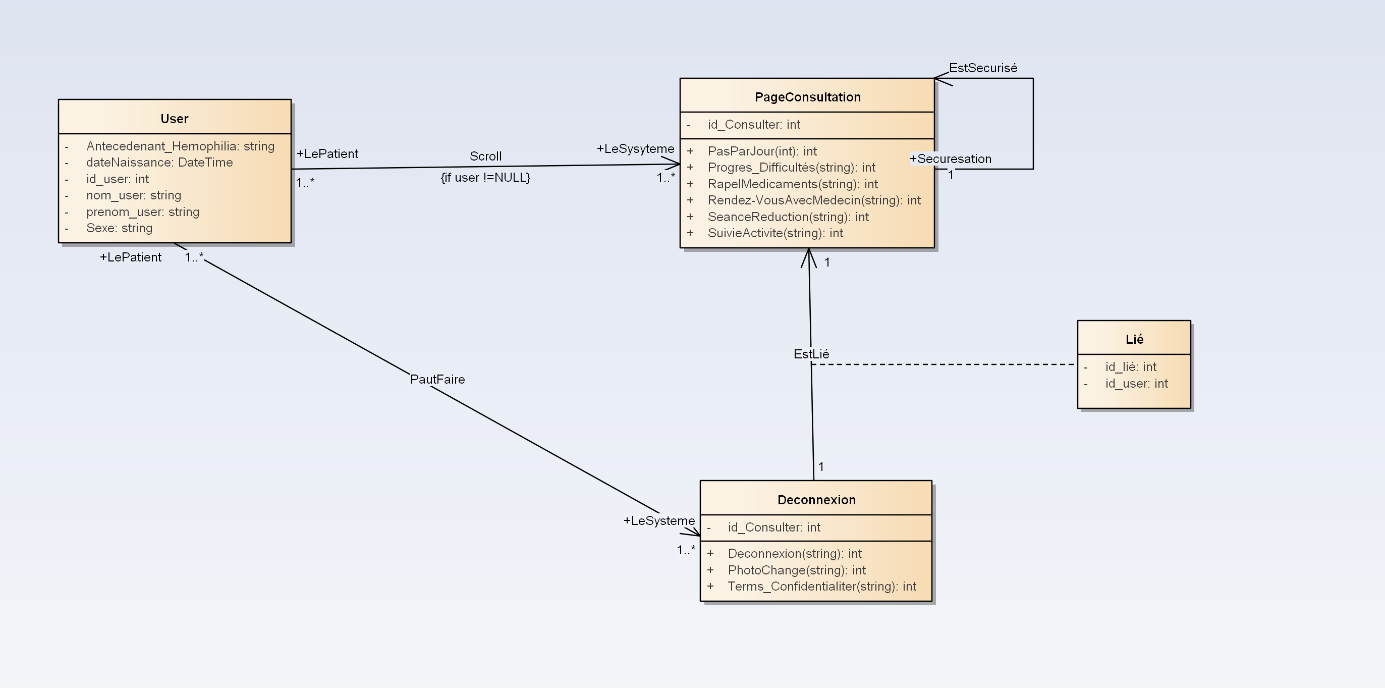 User
- Antecedenant_Hemophilia: string
- dateNaissance: DateTime
- id_user: int
- nom_user: string
- prenom_user: string
- Sexe: string
+LePatient
1..*
Scroll
{if user !=NULL}
+LeSysyteme
1..*
PageConsultation
- id_Consulter: int
+ PasParJour(int): int
+ Progres_Difficultés(string): int
+ RapelMedicaments(string): int
+ Rendez-VousAvecMedecin(string): int
+ SeanceReduction(string): int
+ SuivieActivite(string): int
EstSecurisé
+Securesation
1
+LePatient
1..*
PautFaire
+LeSysteme
1..*
1
EstLié
1
Lié
- id_lié: int
- id_user: int
Deconnexion
- id_Consulter: int
+ Deconnexion(string): int
+ PhotoChange(string): int
+ Terms_Confidentialiter(string): int